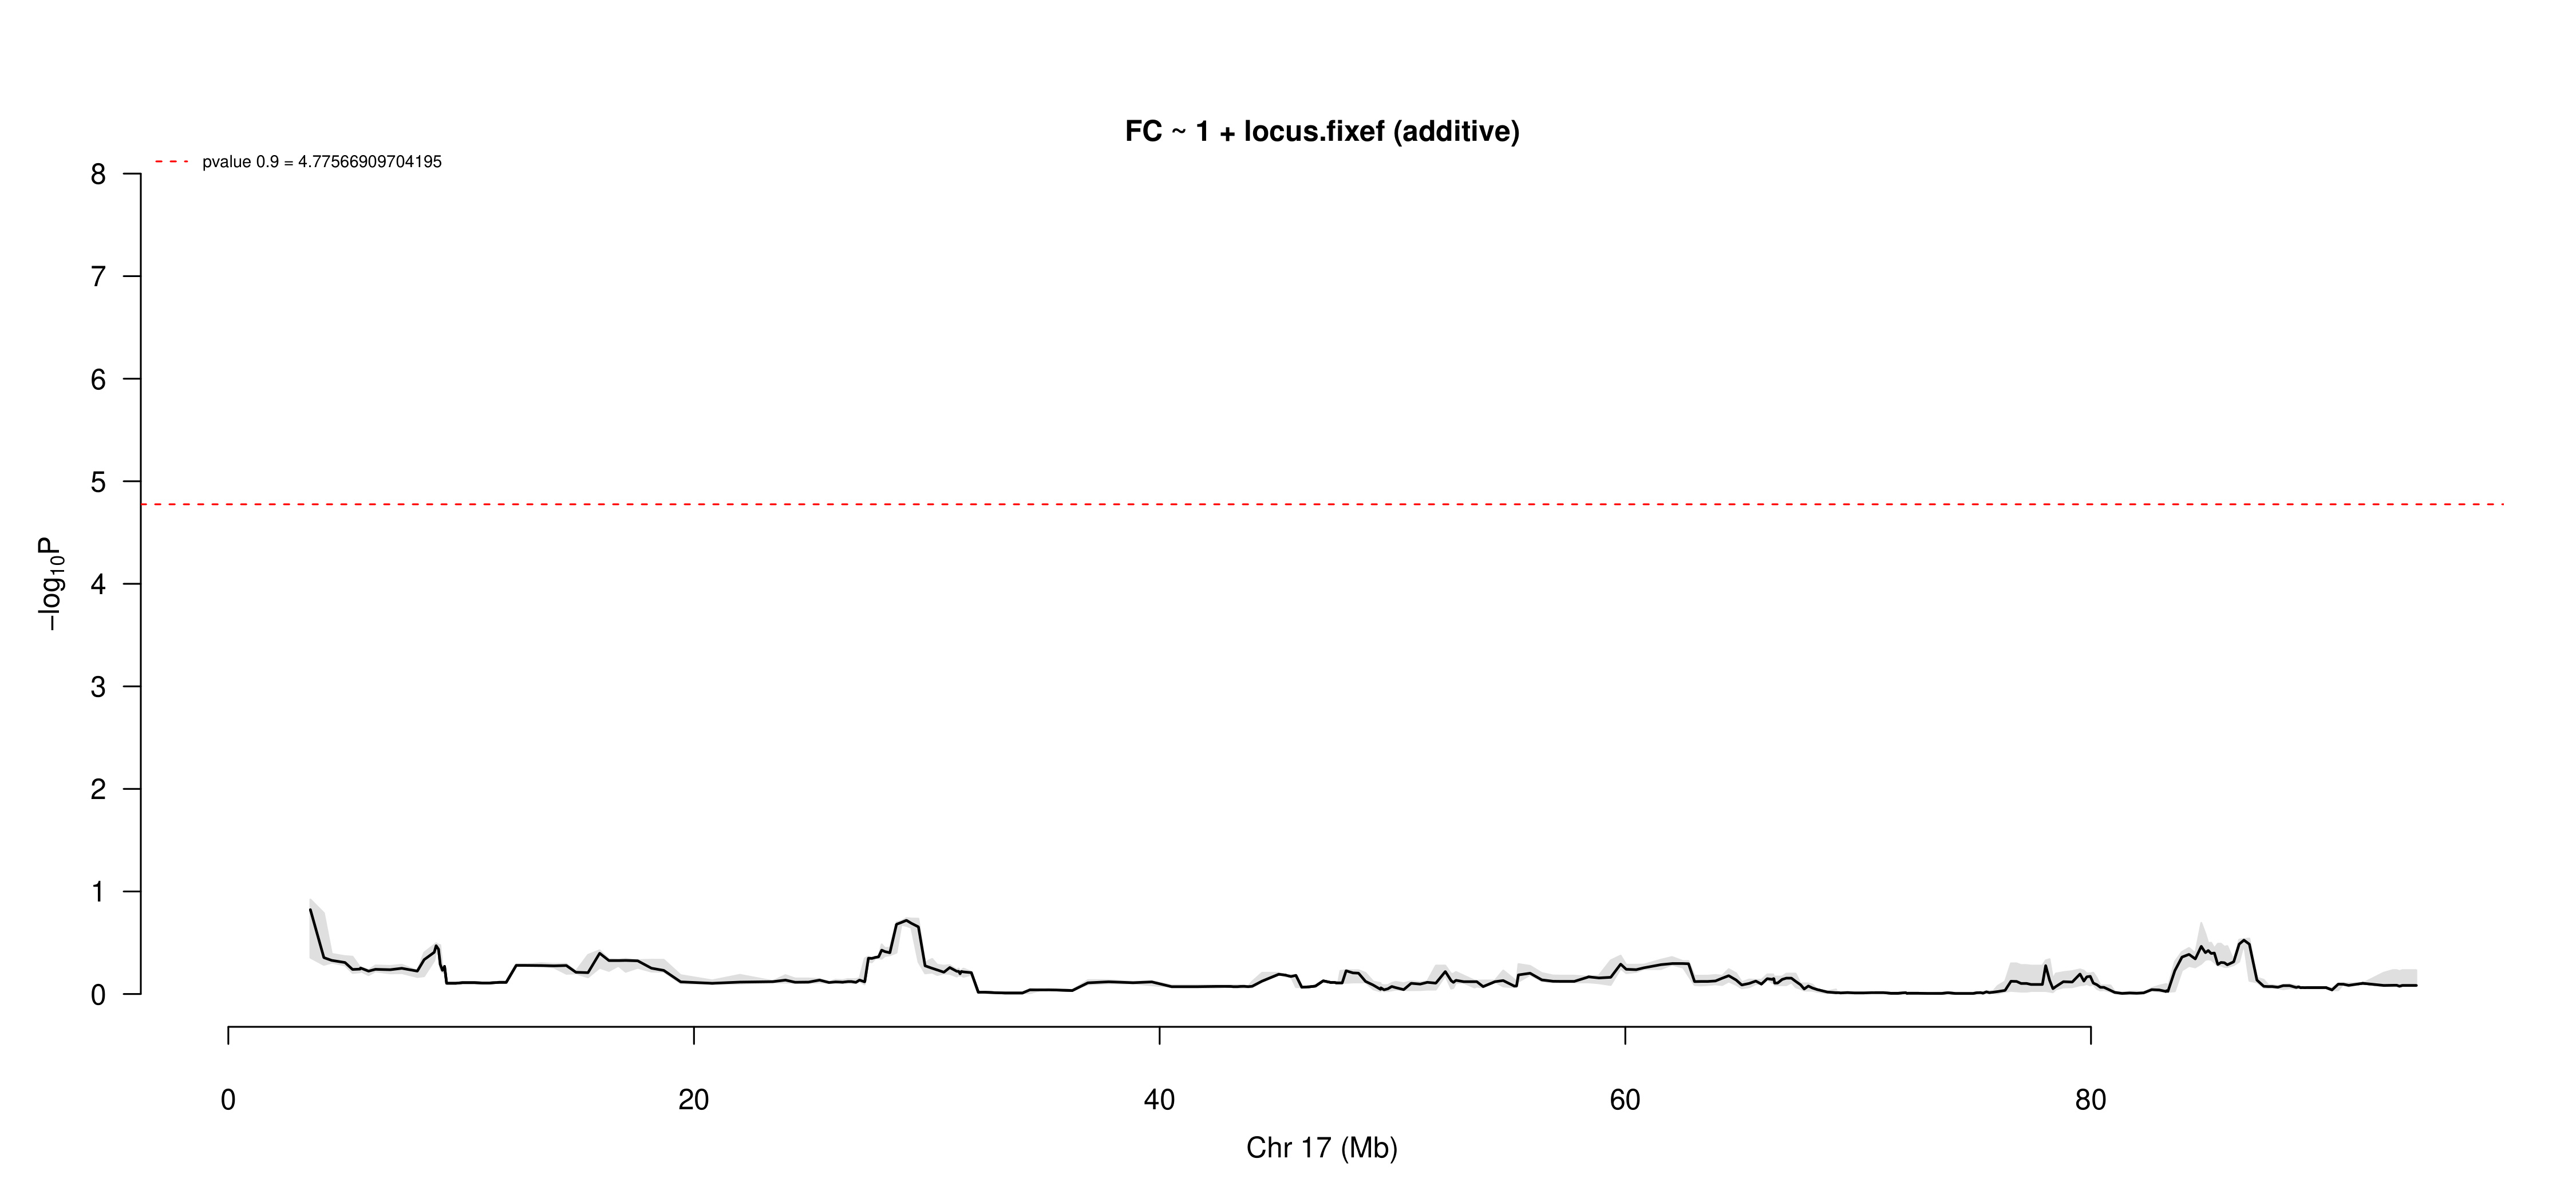 FC ~ 1 + locus.fixef (additive)
pvalue 0.9 = 4.77566909704195
8
7
6
5
4
3
2
1
0
−log10P
0 20 40 60 80
Chr 17 (Mb)